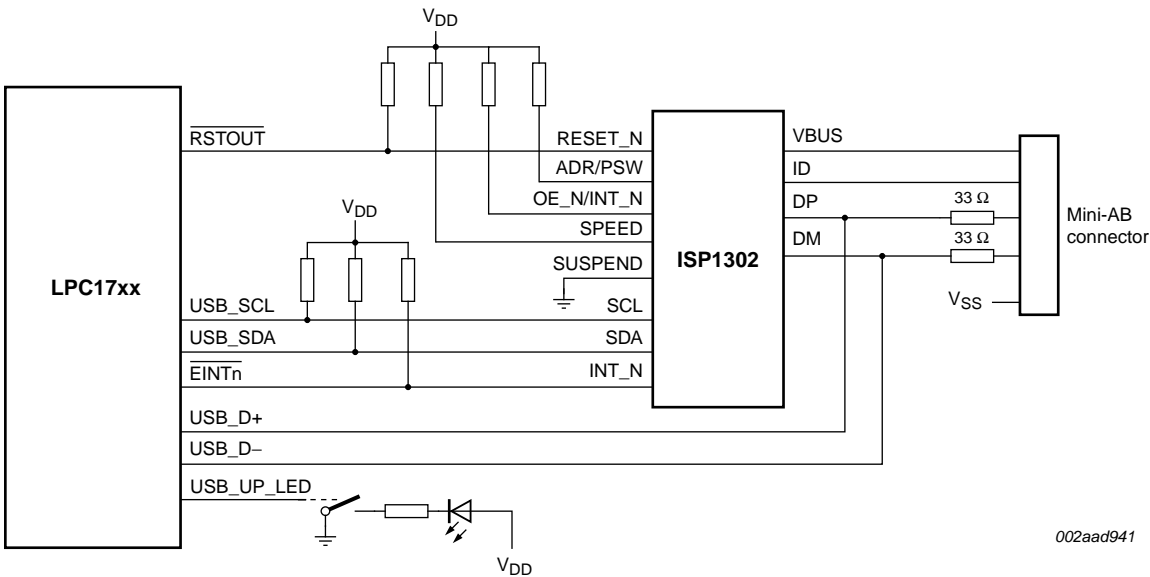 VDD
RSTOUT
RESET_N
VBUS
ADR/PSW
ID
OE_N/INT_N
DP
33 Ω
VDD
SPEED
DM
33 Ω
Mini-AB
connector
LPC17xx
SUSPEND
ISP1302
USB_SCL
SCL
VSS
USB_SDA
SDA
EINTn
INT_N
USB_D+
USB_D−
USB_UP_LED
VDD
002aad941